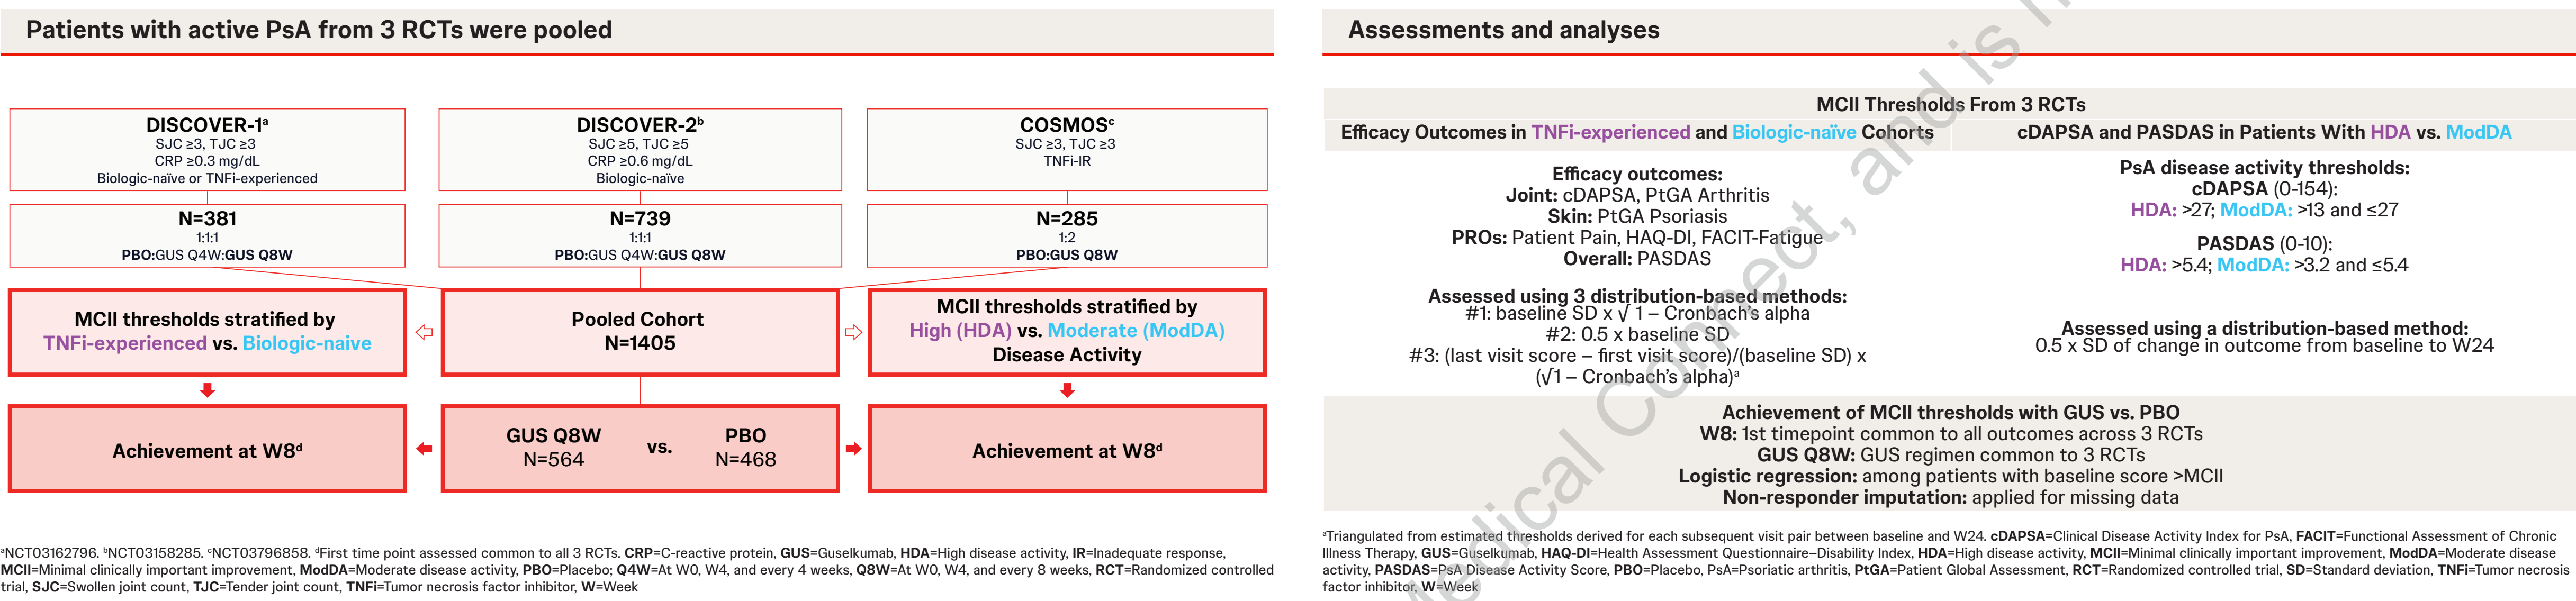 Patients with active PsA from 3 RCTs were pooled
DISCOVER-1ᵃ
SJC ≥3, TJC ≥3
CRP ≥0.3 mg/dL
Biologic-naïve or TNFi-experienced
DISCOVER-2ᵇ
SJC ≥5, TJC ≥5
CRP ≥0.6 mg/dL
Biologic-naïve
COSMOSᶜ
SJC ≥3, TJC ≥3
TNFi-IR
N=381
1:1:1
PBO:GUS Q4W:GUS Q8W
N=739
1:1:1
PBO:GUS Q4W:GUS Q8W
N=285
1:2
PBO:GUS Q8W
MCII thresholds stratified by
TNFi-experienced vs. Biologic-naive
Pooled Cohort
N=1405
MCII thresholds stratified by
High (HDA) vs. Moderate (ModDA)
Disease Activity
Achievement at W8ᵈ
GUS Q8W
N=564
vs.
PBO
N=468
Achievement at W8ᵈ
ᵃNCT03162796. ᵇNCT03158285. ᶜNCT03796858. ᵈFirst time point assessed common to all 3 RCTs. CRP=C-reactive protein, GUS=Guselkumab, HDA=High disease activity, IR=Inadequate response,
MCII=Minimal clinically important improvement, ModDA=Moderate disease activity, PBO=Placebo; Q4W=At W0, W4, and every 4 weeks, Q8W=At W0, W4, and every 8 weeks, RCT=Randomized controlled
trial, SJC=Swollen joint count, TJC=Tender joint count, TNFi=Tumor necrosis factor inhibitor, W=Week
Assessments and analyses
MCII Thresholds From 3 RCTs
Efficacy Outcomes in TNFi-experienced and Biologic-naïve Cohorts
cDAPSA and PASDAS in Patients With HDA vs. ModDA
Efficacy outcomes:
Joint: cDAPSA, PtGA Arthritis
Skin: PtGA Psoriasis
PROs: Patient Pain, HAQ-DI, FACIT-Fatigue
Overall: PASDAS
Assessed using 3 distribution-based methods:
#1: baseline SD x √ 1 – Cronbach's alpha
#2: 0.5 x baseline SD
#3: (last visit score – first visit score)/(baseline SD) x
(√1 – Cronbach's alpha)ᵃ
PsA disease activity thresholds:
cDAPSA (0-154):
HDA: >27; ModDA: >13 and ≤27
PASDAS (0-10):
HDA: >5.4; ModDA: >3.2 and ≤5.4
Assessed using a distribution-based method:
0.5 x SD of change in outcome from baseline to W24
Achievement of MCII thresholds with GUS vs. PBO
W8: 1st timepoint common to all outcomes across 3 RCTs
GUS Q8W: GUS regimen common to 3 RCTs
Logistic regression: among patients with baseline score >MCII
Non-responder imputation: applied for missing data
ᵃTriangulated from estimated thresholds derived for each subsequent visit pair between baseline and W24. cDAPSA=Clinical Disease Activity Index for PsA, FACIT=Functional Assessment of Chronic
Illness Therapy, GUS=Guselkumab, HAQ-DI=Health Assessment Questionnaire–Disability Index, HDA=High disease activity, MCII=Minimal clinically important improvement, ModDA=Moderate disease
activity, PASDAS=PsA Disease Activity Score, PBO=Placebo, PsA=Psoriatic arthritis, PtGA=Patient Global Assessment, RCT=Randomized controlled trial, SD=Standard deviation, TNFi=Tumor necrosis
factor inhibitor, W=Week
Medical Connect, and is